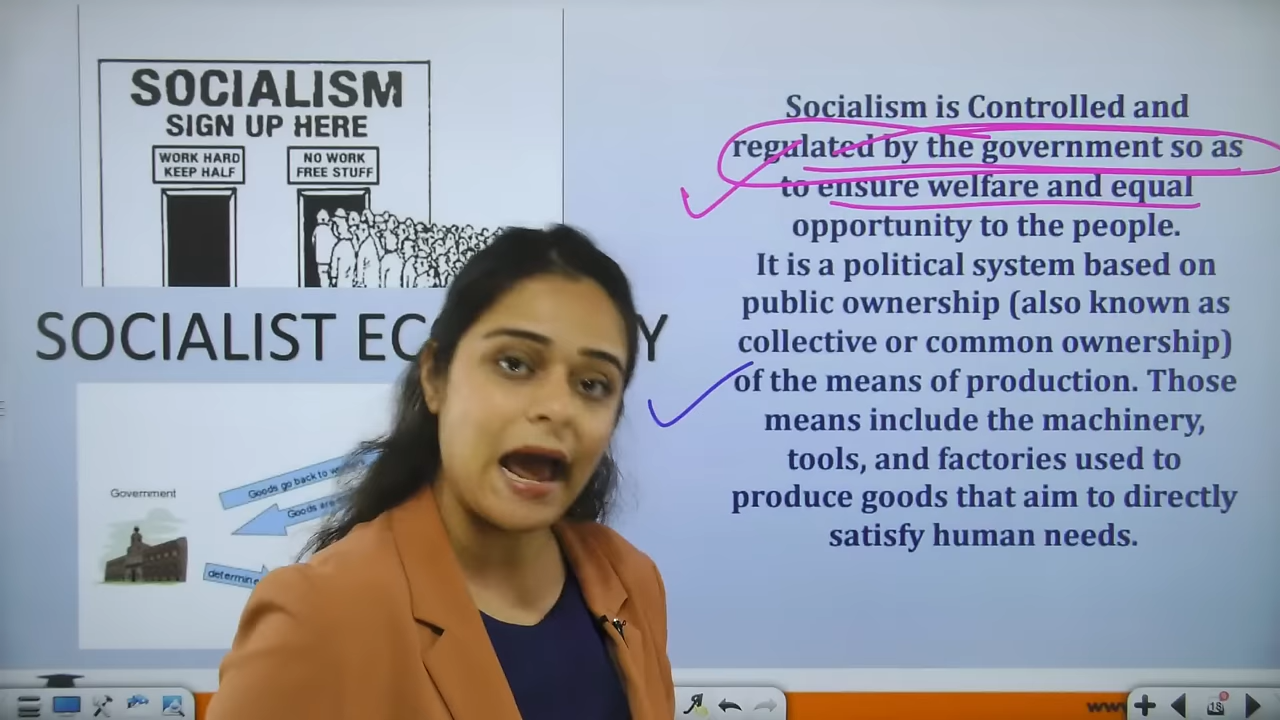 SOCIALISM
SIGN UP HERE
WORK HARD
KEEP HALF
NO WORK
FREE STUFF
SOCIALIST
Government
Goods go back to
Goods are
determine
Socialism is Controlled and
regulated by the government so as
to ensure welfare and equal
opportunity to the people.
It is a political system based on
public ownership (also known as
collective or common ownership)
of the means of production. Those
means include the machinery,
tools, and factories used to
produce goods that aim to directly
satisfy human needs.